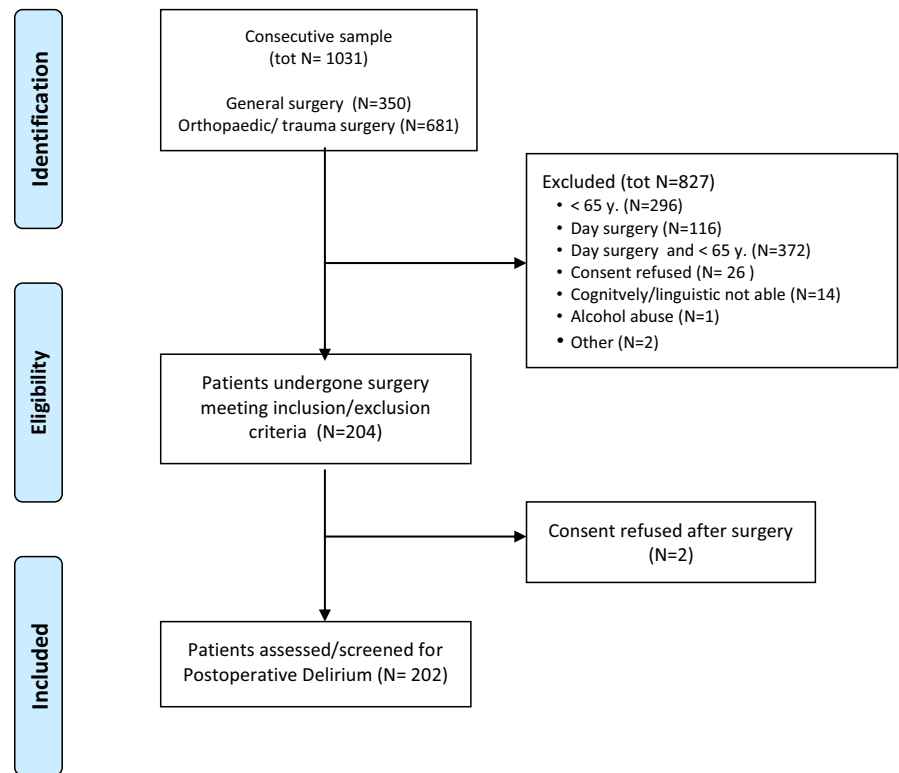 Identification
Consecutive sample
(tot N= 1031)
General surgery (N=350)
Orthopaedic/ trauma surgery (N=681)
Excluded (tot N=827)
• < 65 y. (N=296)
• Day surgery (N=116)
• Day surgery and < 65 y. (N=372)
• Consent refused (N= 26 )
• Cognitvely/linguistic not able (N=14)
• Alcohol abuse (N=1)
• Other (N=2)
Eligibility
Patients undergone surgery
meeting inclusion/exclusion
criteria (N=204)
Consent refused after surgery
(N=2)
Included
Patients assessed/screened for
Postoperative Delirium (N= 202)